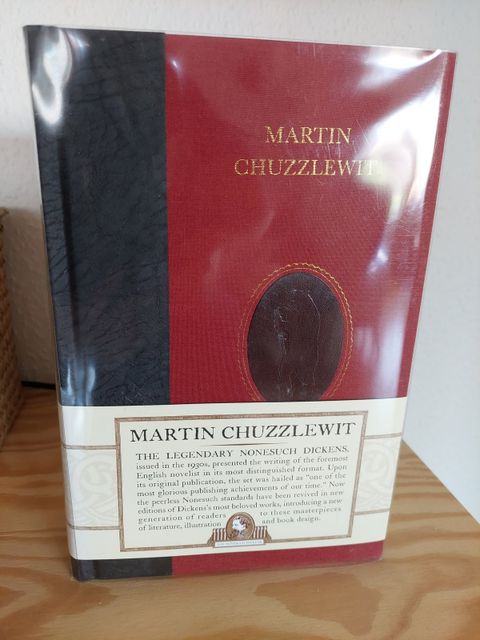 MARTIN
CHUZZLEWIT
MARTIN CHUZZLEWIT
THE LEGENDARY NONESUCH DICKENS,
issued in the 1930s, presented the writing of the foremost
English novelist in its most distinguished format. Upon
its original publication, the set was hailed as "one of the
most glorious publishing achievements of our time." Now
the peerless Nonesuch standards have been revived in new
editions of Dickens's most beloved works, introducing a new
generation of readers to these masterpieces
of literature, illustration and book design.